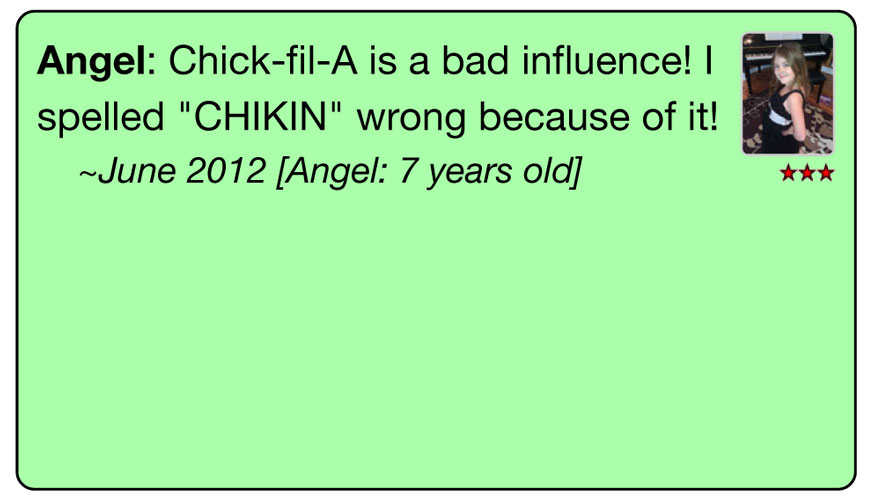 Angel: Chick-fil-A is a bad influence! I
spelled "CHIKIN" wrong because of it!
~June 2012 [Angel: 7 years old]